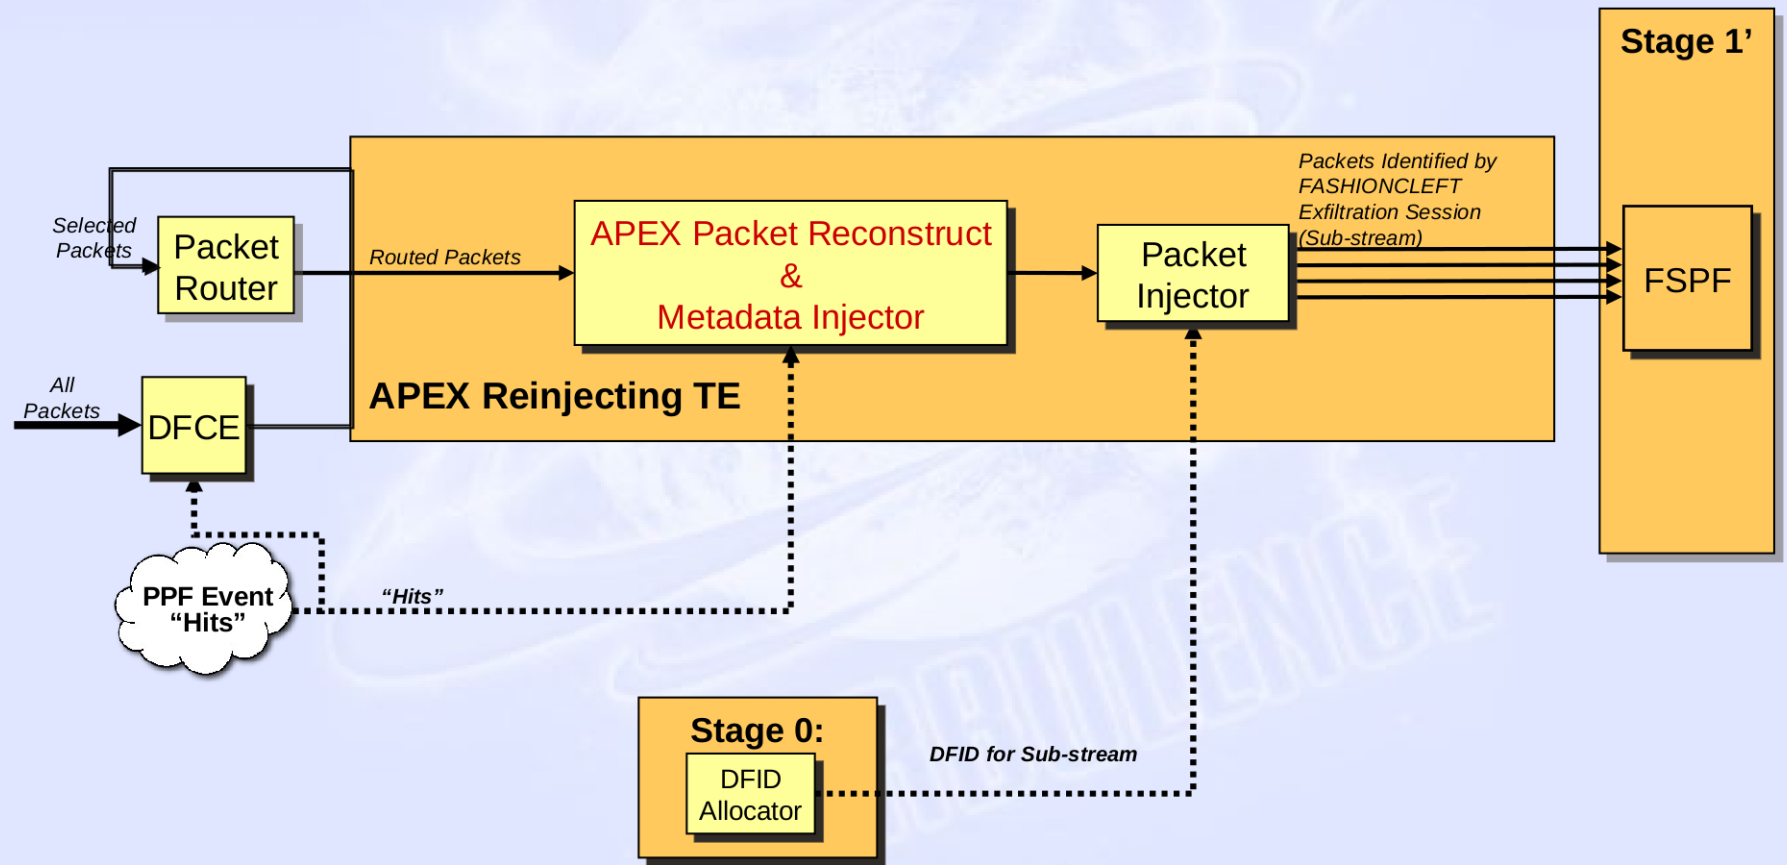 Stage 1’
Packets Identified by
FASHIONCLEFT
Exfiltration Session
(Sub-stream)
Selected
Packets
Packet
Router
Routed Packets
APEX Packet Reconstruct
&
Metadata Injector
Packet
Injector
FSPF
All
Packets
DFCE
APEX Reinjecting TE
PPF Event
“Hits”
“Hits”
Stage 0:
DFID
Allocator
DFID for Sub-stream